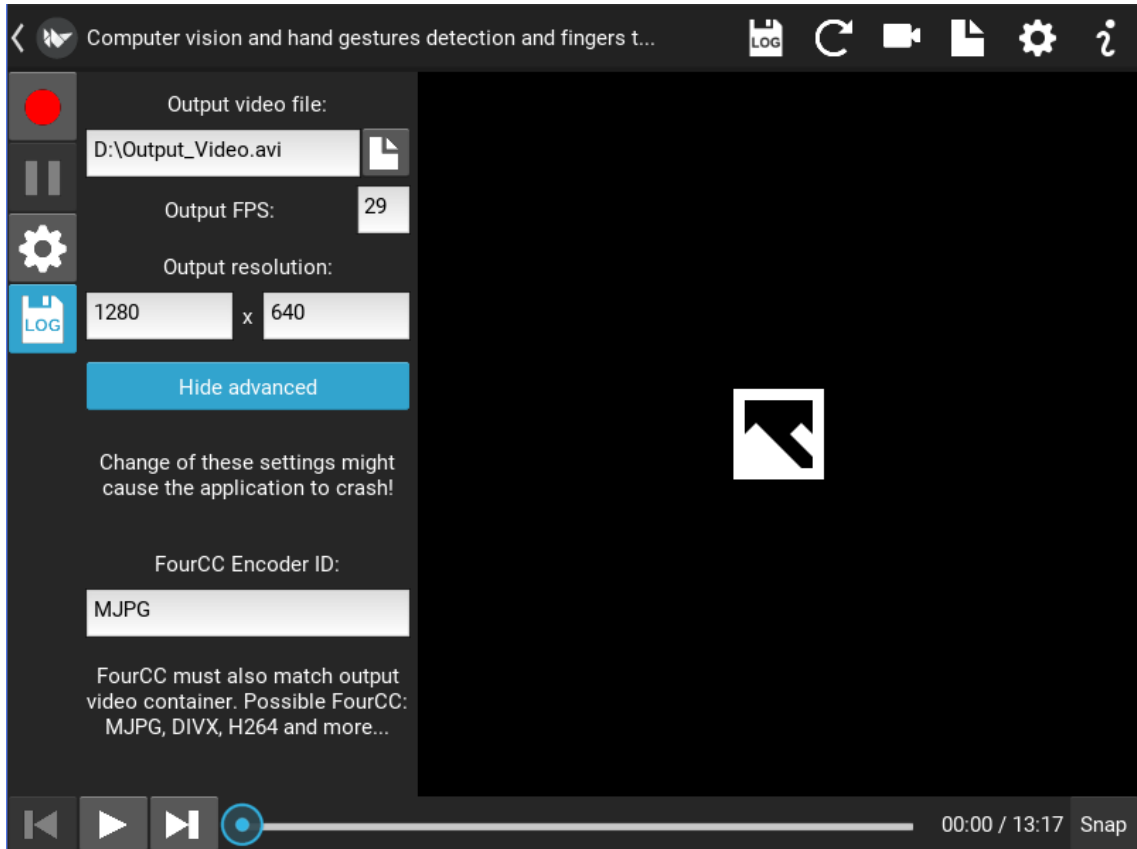 Computer vision and hand gestures detection and fingers t...
LOG
Output video file:
D:\Output_Video.avi
Output FPS:
29
Output resolution:
1280 x 640
LOG
Hide advanced
Change of these settings might
cause the application to crash!
FourCC Encoder ID:
MJPG
FourCC must also match output
video container. Possible FourCC:
MJPG, DIVX, H264 and more...
00:00 / 13:17 Snap